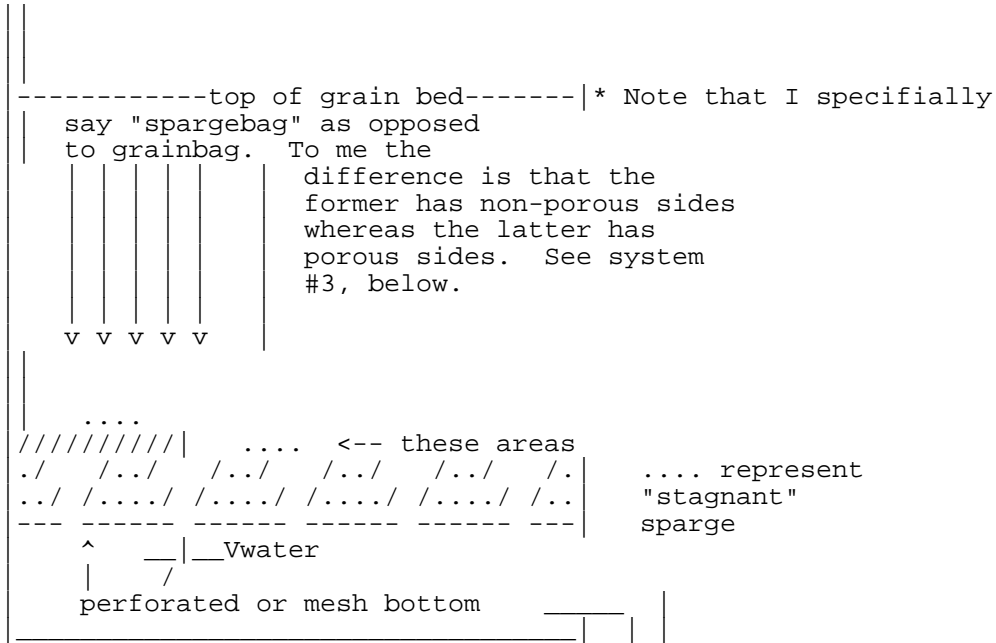 ||
||
||
|------------top of grain bed-------|* Note that I specifially
|| say "spargebag" as opposed
|| to grainbag. To me the
| | | | | | | difference is that the
| | | | | | | former has non-porous sides
| | | | | | | whereas the latter has
| | | | | | | porous sides. See system
| | | | | | | #3, below.
| | | | | | |
| v v v v v |
||
||
|| ....
|//////////| .... <-- these areas
|./ /../ /../ /../ /../ /.| .... represent
|../ /..../ /..../ /..../ /..../ /..| "stagnant"
|--- ------ ------ ------ ------ ---| sparge
| ^ __|__Vwater
| | /
| perforated or mesh bottom _____ |
|___________________________________| | |